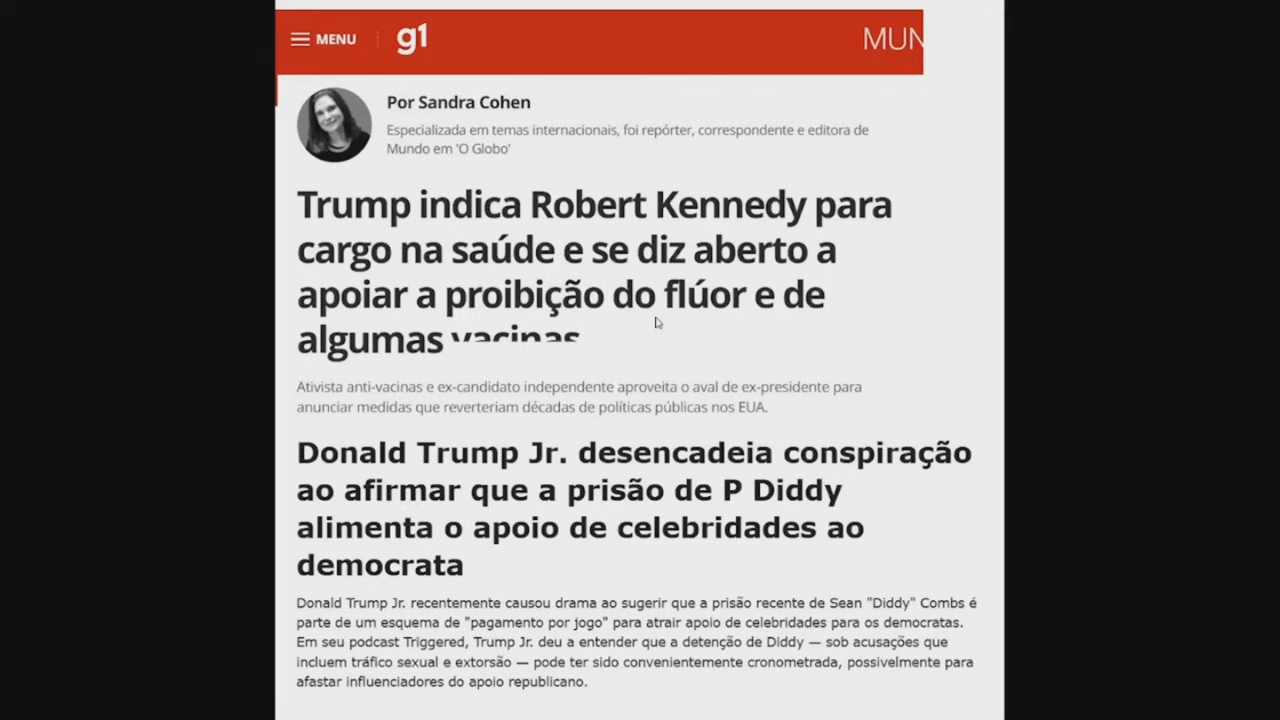 MENU
g1
MUN
Por Sandra Cohen
Especializada em temas internacionais, foi repórter, correspondente e editora de
Mundo em 'O Globo'
Trump indica Robert Kennedy para
cargo na saúde e se diz aberto a
apoiar a proibição do flúor e de
algumas vacinas
Ativista anti-vacinas e ex-candidato independente aproveita o aval de ex-presidente para
anunciar medidas que reverteriam décadas de políticas públicas nos EUA.
Donald Trump Jr. desencadeia conspiração
ao afirmar que a prisão de P Diddy
alimenta o apoio de celebridades ao
democrata
Donald Trump Jr. recentemente causou drama ao sugerir que a prisão recente de Sean "Diddy" Combs é
parte de um esquema de "pagamento por jogo" para atrair apoio de celebridades para os democratas.
Em seu podcast Triggered, Trump Jr. deu a entender que a detenção de Diddy — sob acusações que
incluem tráfico sexual e extorsão — pode ter sido convenientemente cronometrada, possivelmente para
afastar influenciadores do apoio republicano.